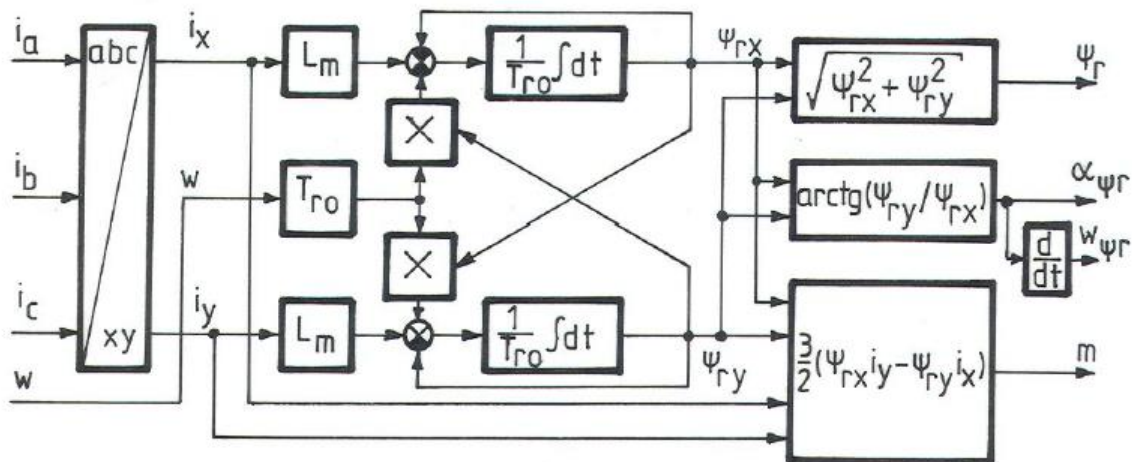 i_a
abc
i_x
L_m
1/T_ro ∫dt
ψ_rx
√ψ_rx² + ψ_ry²
ψ_r
i_b
w
T_ro
×
×
arctg(ψ_ry/ψ_rx)
α_ψr
d/dt
w_ψr
i_c
xy
i_y
L_m
1/T_ro ∫dt
ψ_ry
3/2(ψ_rx i_y-ψ_ry i_x)
m
w